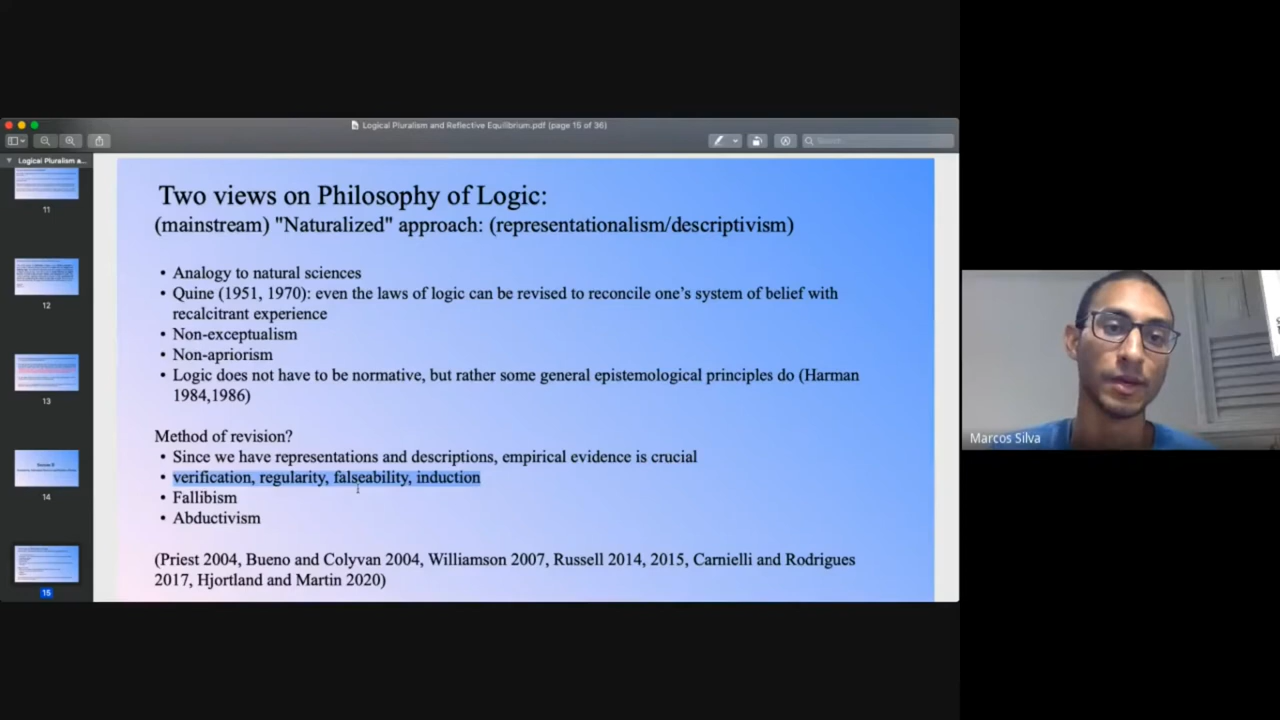 Logical Pluralism and Reflective Equilibrium.pdf (page 15 of 36)
Search
Logical Pluralism a...
11
12
13
14
15
Two views on Philosophy of Logic:
(mainstream) "Naturalized" approach: (representationalism/descriptivism)
• Analogy to natural sciences
• Quine (1951, 1970): even the laws of logic can be revised to reconcile one's system of belief with
recalcitrant experience
• Non-exceptualism
• Non-apriorism
• Logic does not have to be normative, but rather some general epistemological principles do (Harman
1984,1986)
Method of revision?
• Since we have representations and descriptions, empirical evidence is crucial
• verification, regularity, falseability, induction
• Fallibism
• Abductivism
(Priest 2004, Bueno and Colyvan 2004, Williamson 2007, Russell 2014, 2015, Carnielli and Rodrigues
2017, Hjortland and Martin 2020)
Marcos Silva